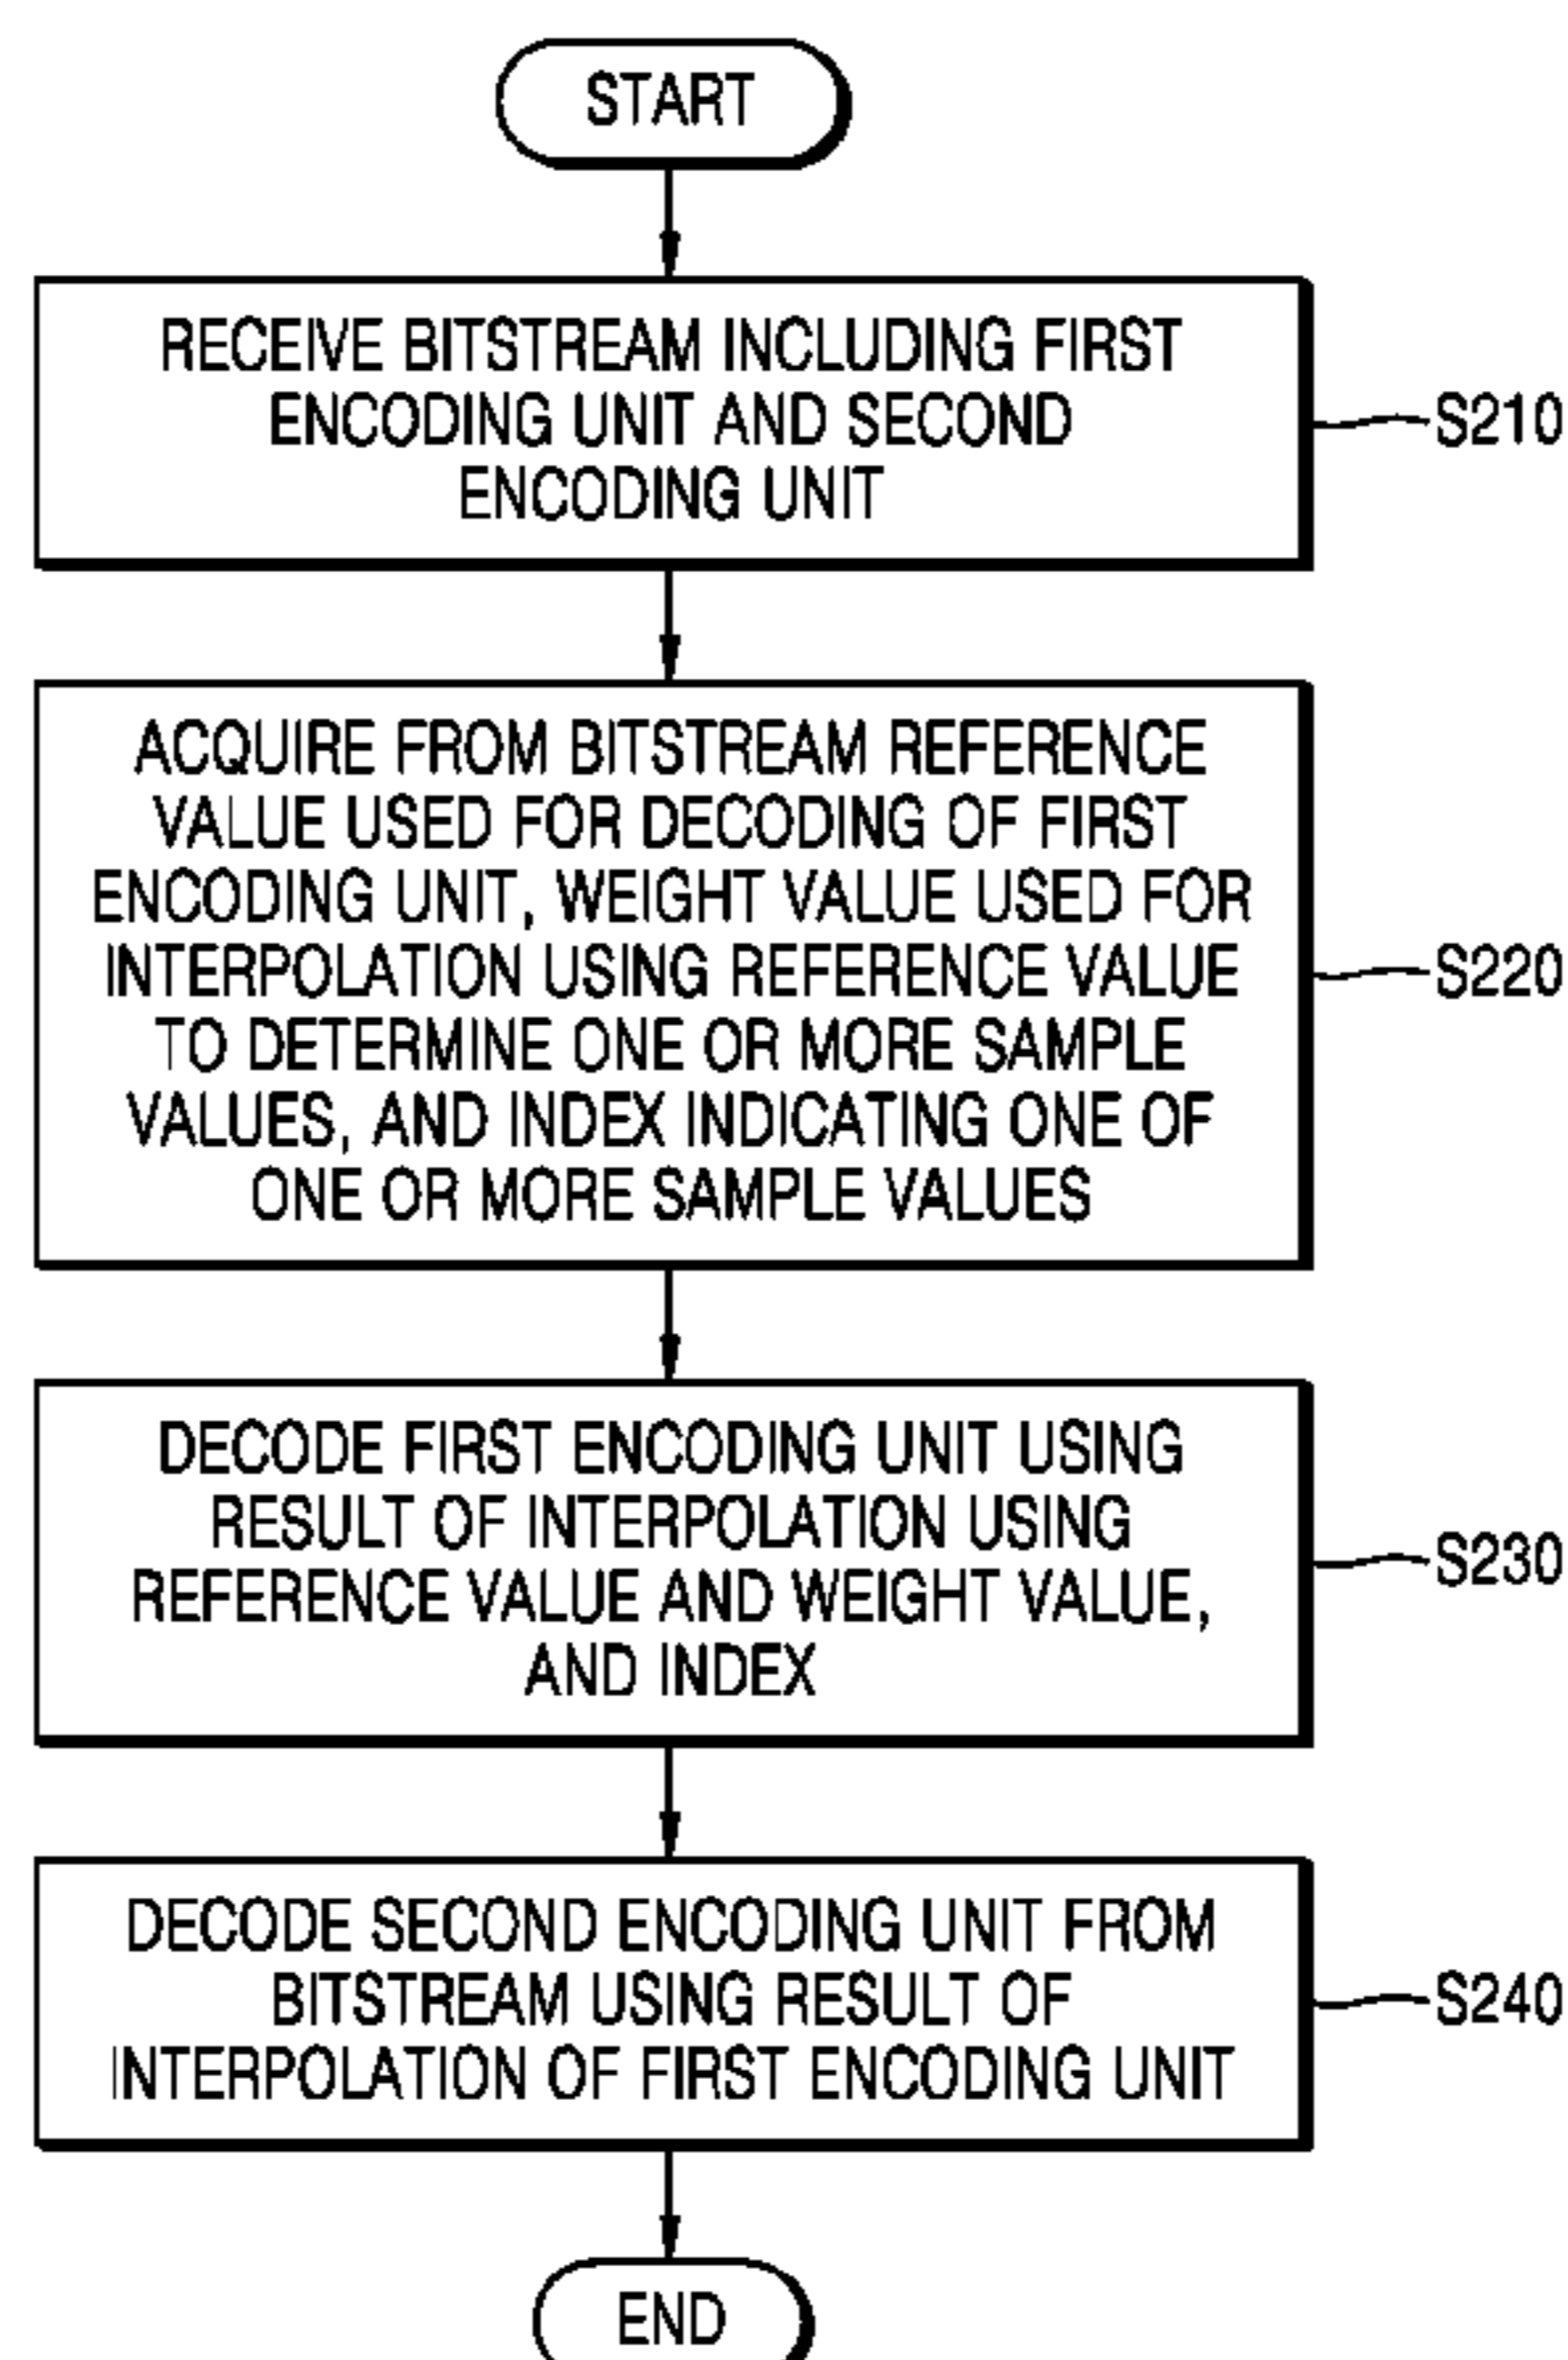 START
RECEIVE BITSTREAM INCLUDING FIRST
ENCODING UNIT AND SECOND
ENCODING UNIT
S210
ACQUIRE FROM BITSTREAM REFERENCE
VALUE USED FOR DECODING OF FIRST
ENCODING UNIT, WEIGHT VALUE USED FOR
INTERPOLATION USING REFERENCE VALUE
TO DETERMINE ONE OR MORE SAMPLE
VALUES, AND INDEX INDICATING ONE OF
ONE OR MORE SAMPLE VALUES
S220
DECODE FIRST ENCODING UNIT USING
RESULT OF INTERPOLATION USING
REFERENCE VALUE AND WEIGHT VALUE,
AND INDEX
S230
DECODE SECOND ENCODING UNIT FROM
BITSTREAM USING RESULT OF
INTERPOLATION OF FIRST ENCODING UNIT
S240
END